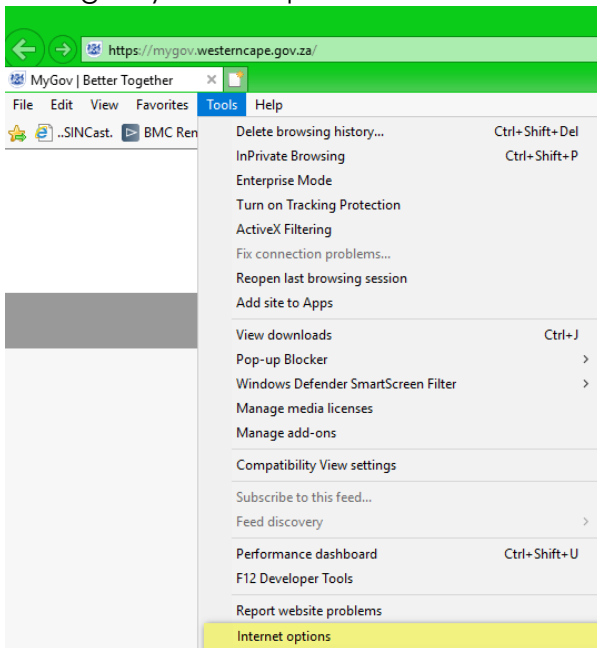 https://mygov.westerncape.gov.za/
MyGov | Better Together
File Edit View Favorites Tools Help
..SINCast. BMC Ren
Delete browsing history... Ctrl+Shift+Del
InPrivate Browsing Ctrl+Shift+P
Enterprise Mode
Turn on Tracking Protection
ActiveX Filtering
Fix connection problems...
Reopen last browsing session
Add site to Apps
View downloads Ctrl+J
Pop-up Blocker
Windows Defender SmartScreen Filter
Manage media licenses
Manage add-ons
Compatibility View settings
Subscribe to this feed...
Feed discovery
Performance dashboard Ctrl+Shift+U
F12 Developer Tools
Report website problems
Internet options